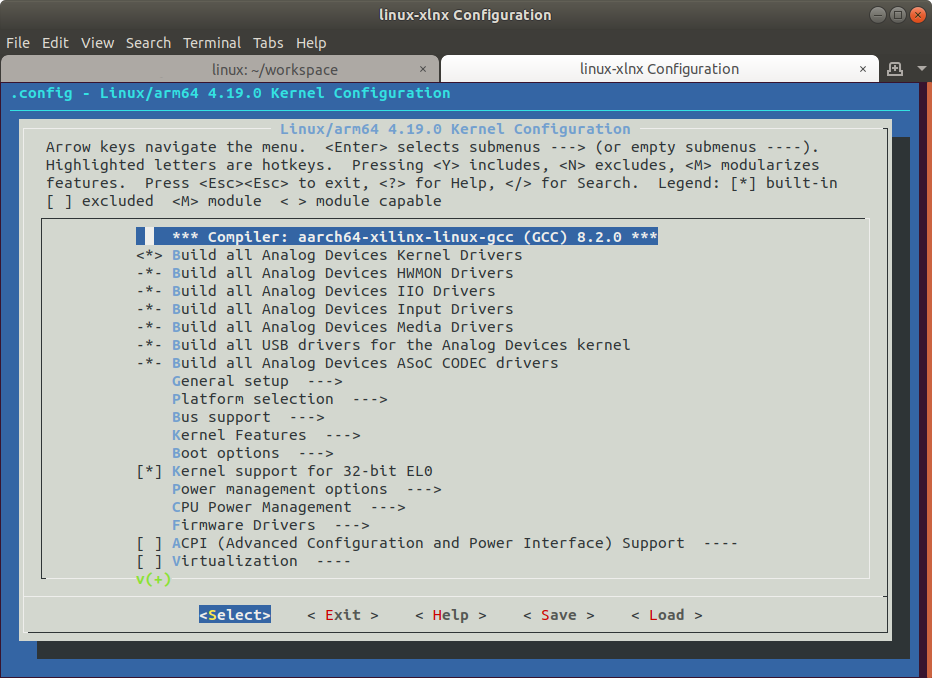 linux-xlnx Configuration
File Edit View Search Terminal Tabs Help
linux: ~/workspace × linux-xlnx Configuration ×
.config - Linux/arm64 4.19.0 Kernel Configuration
Linux/arm64 4.19.0 Kernel Configuration
Arrow keys navigate the menu.  <Enter> selects submenus ---> (or empty submenus ----).
Highlighted letters are hotkeys.  Pressing <Y> includes, <N> excludes, <M> modularizes
features.  Press <Esc><Esc> to exit, <?> for Help, </> for Search.  Legend: [*] built-in
[ ] excluded  <M> module  < > module capable
*** Compiler: aarch64-xilinx-linux-gcc (GCC) 8.2.0 ***
<*> Build all Analog Devices Kernel Drivers
-*- Build all Analog Devices HWMON Drivers
-*- Build all Analog Devices IIO Drivers
-*- Build all Analog Devices Input Drivers
-*- Build all Analog Devices Media Drivers
-*- Build all USB drivers for the Analog Devices kernel
-*- Build all Analog Devices ASoC CODEC drivers
General setup  --->
Platform selection  --->
Bus support  --->
Kernel Features  --->
Boot options  --->
[*] Kernel support for 32-bit EL0
Power management options  --->
CPU Power Management  --->
Firmware Drivers  --->
[ ] ACPI (Advanced Configuration and Power Interface) Support  ----
[ ] Virtualization  ----
v(+)
<Select>    < Exit >    < Help >    < Save >    < Load >